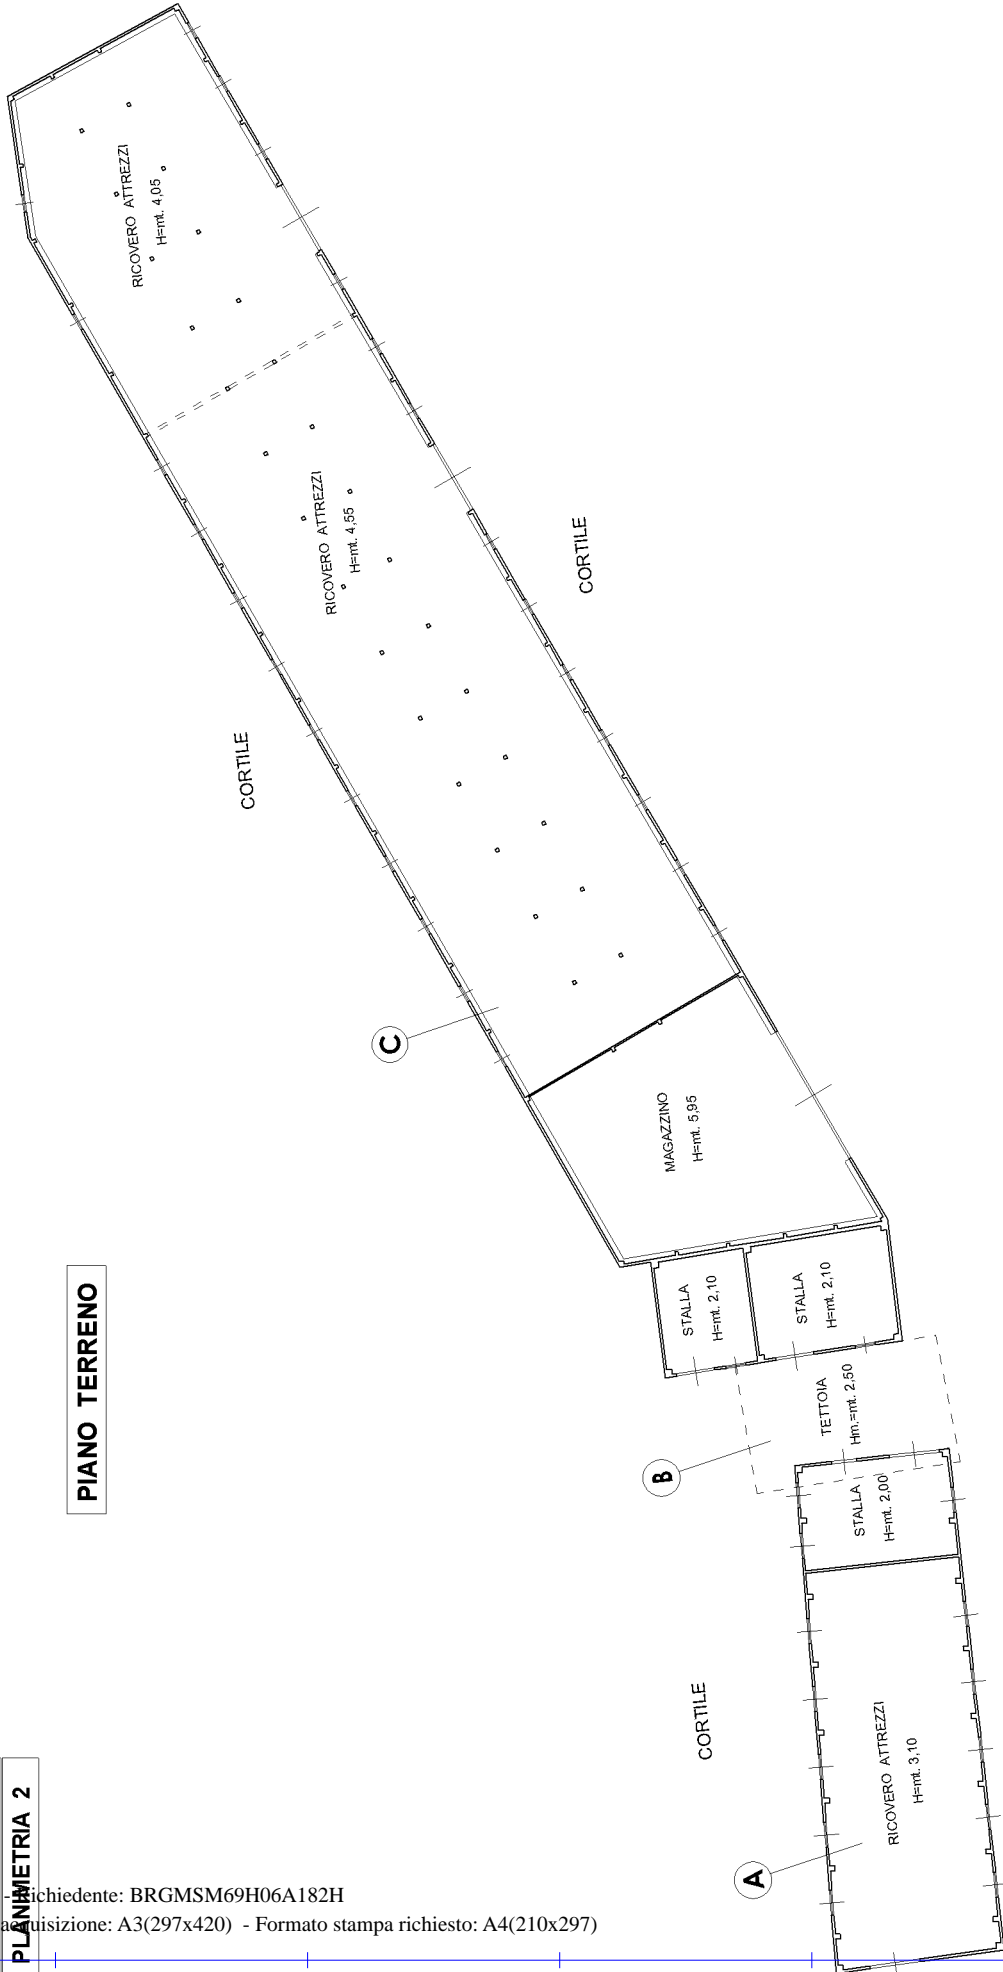 RICOVERO ATTREZZI
H=mt. 4,05
RICOVERO ATTREZZI
H=mt. 4,55
CORTILE
CORTILE
C
MAGAZZINO
H=mt. 5,95
PIANO TERRENO
STALLA
H=mt. 2,10
STALLA
H=mt. 2,10
TETTOIA
Hm.=mt. 2,50
B
STALLA
H=mt. 2,00
CORTILE
RICOVERO ATTREZZI
H=mt. 3,10
A
PLANIMETRIA 2
- Richiedente: BRGMSM69H06A182H
acquisizione: A3(297x420) - Formato stampa richiesto: A4(210x297)